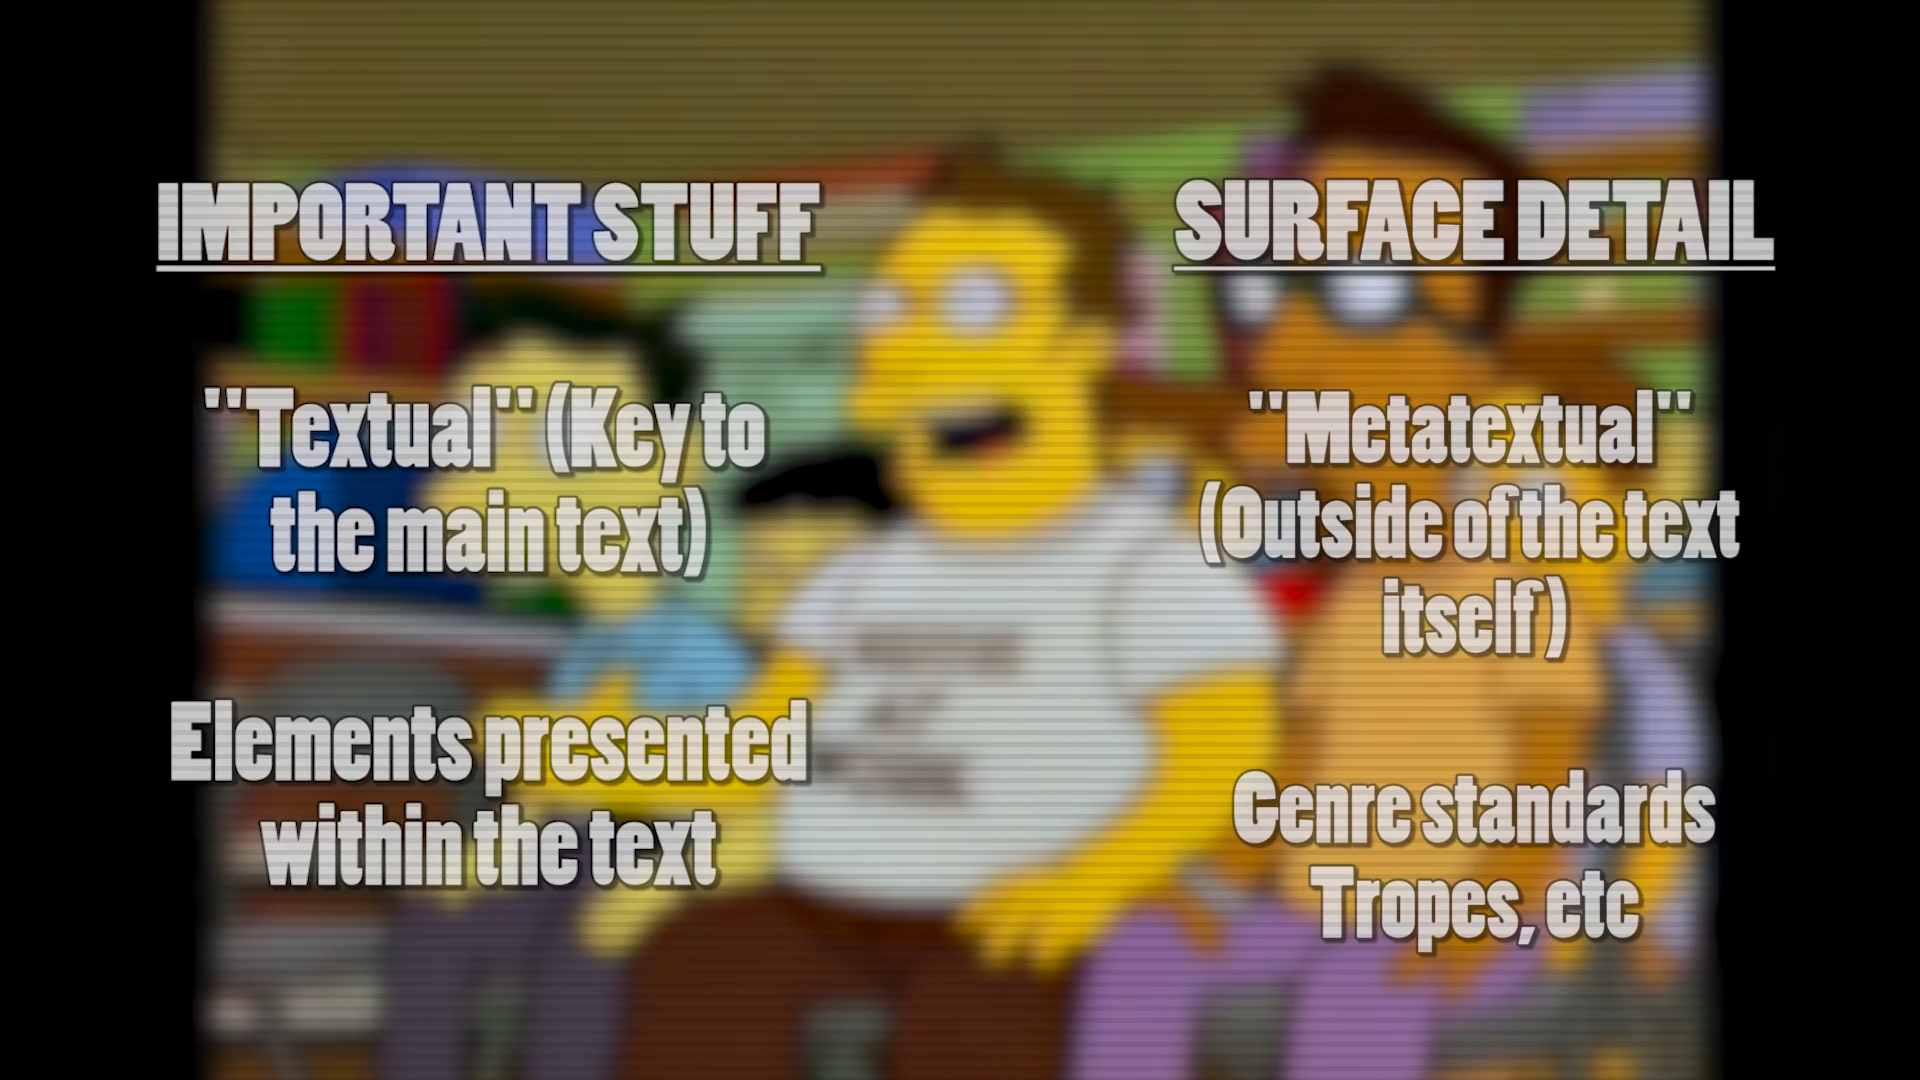 IMPORTANT STUFF
"Textual" (Key to
the main text)
Elements presented
within the text
SURFACE DETAIL
"Metatextual"
(Outside of the text
itself)
Genre standards
Tropes, etc